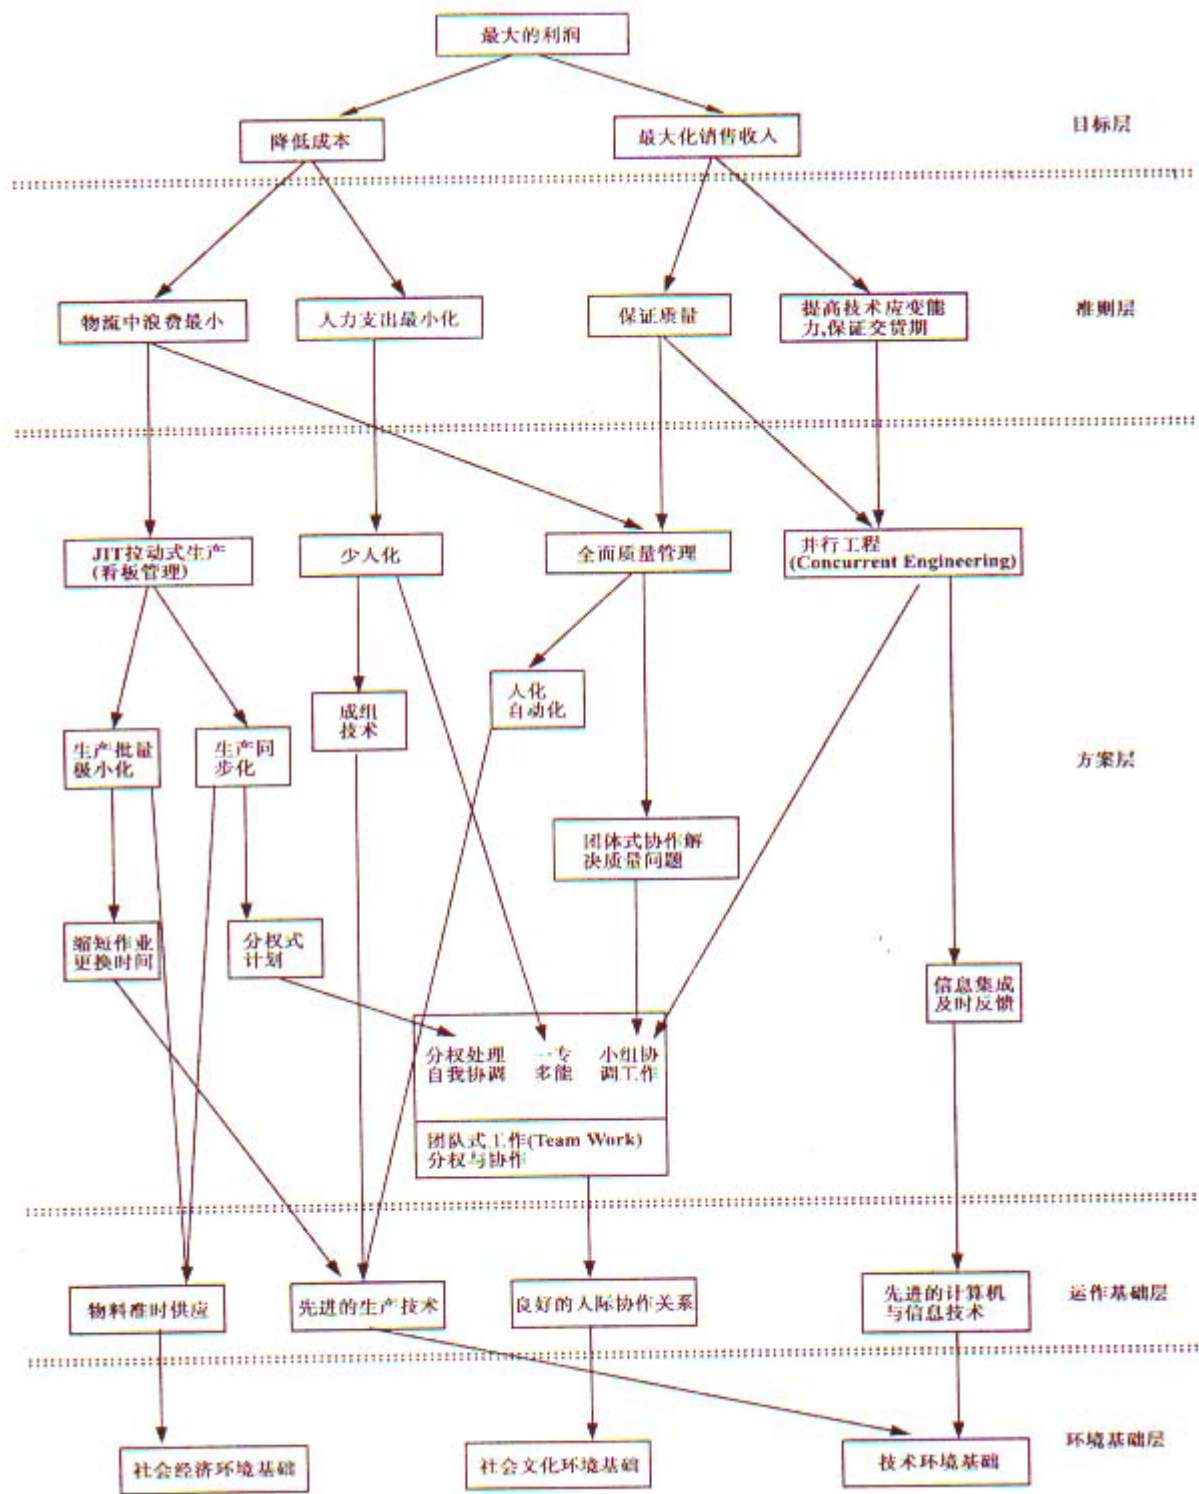 最大的利润
降低成本
最大化销售收入
目标层
物流中浪费最小
人力支出最小化
保证质量
提高技术应变能
力,保证交货期
准则层
JIT拉动式生产
(看板管理)
少人化
全面质量管理
并行工程
(Concurrent Engineering)
人化
自动化
成组
技术
生产批量
极小化
生产同
步化
方案层
团体式协作解
决质量问题
缩短作业
更换时间
分权式
计划
信息集成
及时反馈
分权处理
自我协调
一专
多能
小组协
调工作
团队式工作(Team Work)
分权与协作
物料准时供应
先进的生产技术
良好的人际协作关系
先进的计算机
与信息技术
运作基础层
社会经济环境基础
社会文化环境基础
技术环境基础
环境基础层